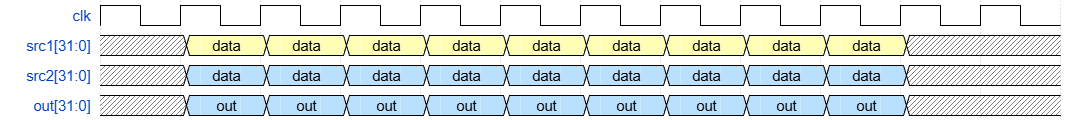 clk
src1[31:0] data data data data data data data data data
src2[31:0] data data data data data data data data data
out[31:0] out out out out out out out out out